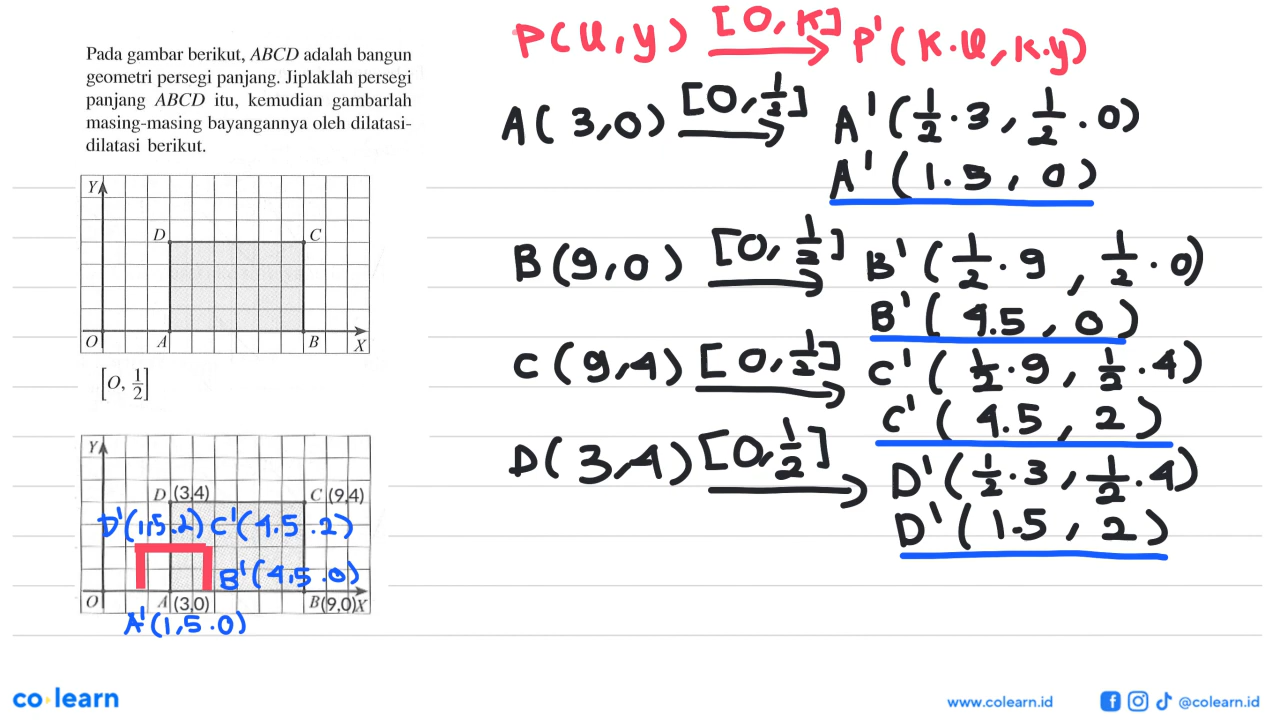 Pada gambar berikut, ABCD adalah bangun
geometri persegi panjang. Jiplaklah persegi
panjang ABCD itu, kemudian gambarlah
masing-masing bayangannya oleh dilatasi-
dilatasi berikut.
Y
D C
O A B X
[O, 1/2]
Y
D (3,4) C (9,4)
D'(1,5.2) C'(4.5.2)
B'(4,5.0)
O A (3,0) B(9,0) X
A'(1,5.0)
P(x,y) [O,K] → P'(K.x, K.y)
A(3,0) [O,1/2] → A'(1/2.3, 1/2.0)
A'(1.5, 0)
B(9,0) [O,1/2] → B'(1/2.9, 1/2.0)
B'(4.5, 0)
C(9,4) [O,1/2] → C'(1/2.9, 1/2.4)
C'(4.5, 2)
D(3,4) [O,1/2] → D'(1/2.3, 1/2.4)
D'(1.5, 2)
co learn
www.colearn.id
@colearn.id